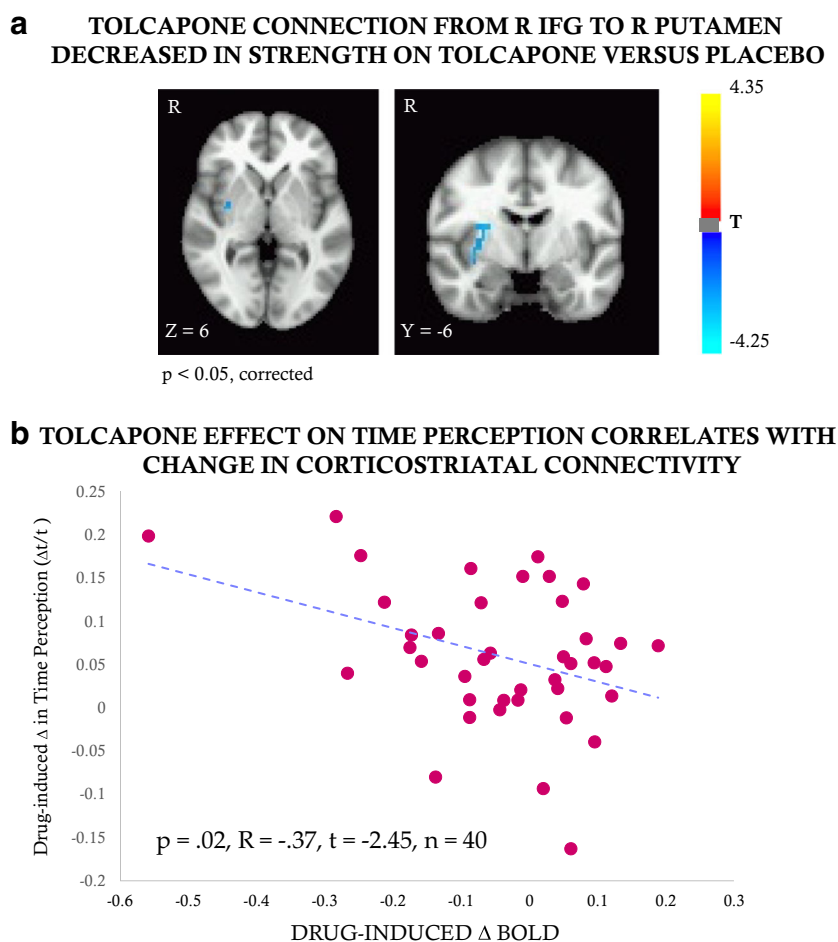 a
TOLCAPONE CONNECTION FROM R IFG TO R PUTAMEN
DECREASED IN STRENGTH ON TOLCAPONE VERSUS PLACEBO
R
R
4.35
T
Z = 6
Y = -6
-4.25
p < 0.05, corrected
b
TOLCAPONE EFFECT ON TIME PERCEPTION CORRELATES WITH
CHANGE IN CORTICOSTRIATAL CONNECTIVITY
Drug-induced Δ in Time Perception (Δt/t)
0.25
0.2
0.15
0.1
0.05
0
-0.05
-0.1
-0.15
-0.2
p = .02, R = -.37, t = -2.45, n = 40
-0.6
-0.5
-0.4
-0.3
-0.2
-0.1
0
0.1
0.2
0.3
DRUG-INDUCED Δ BOLD